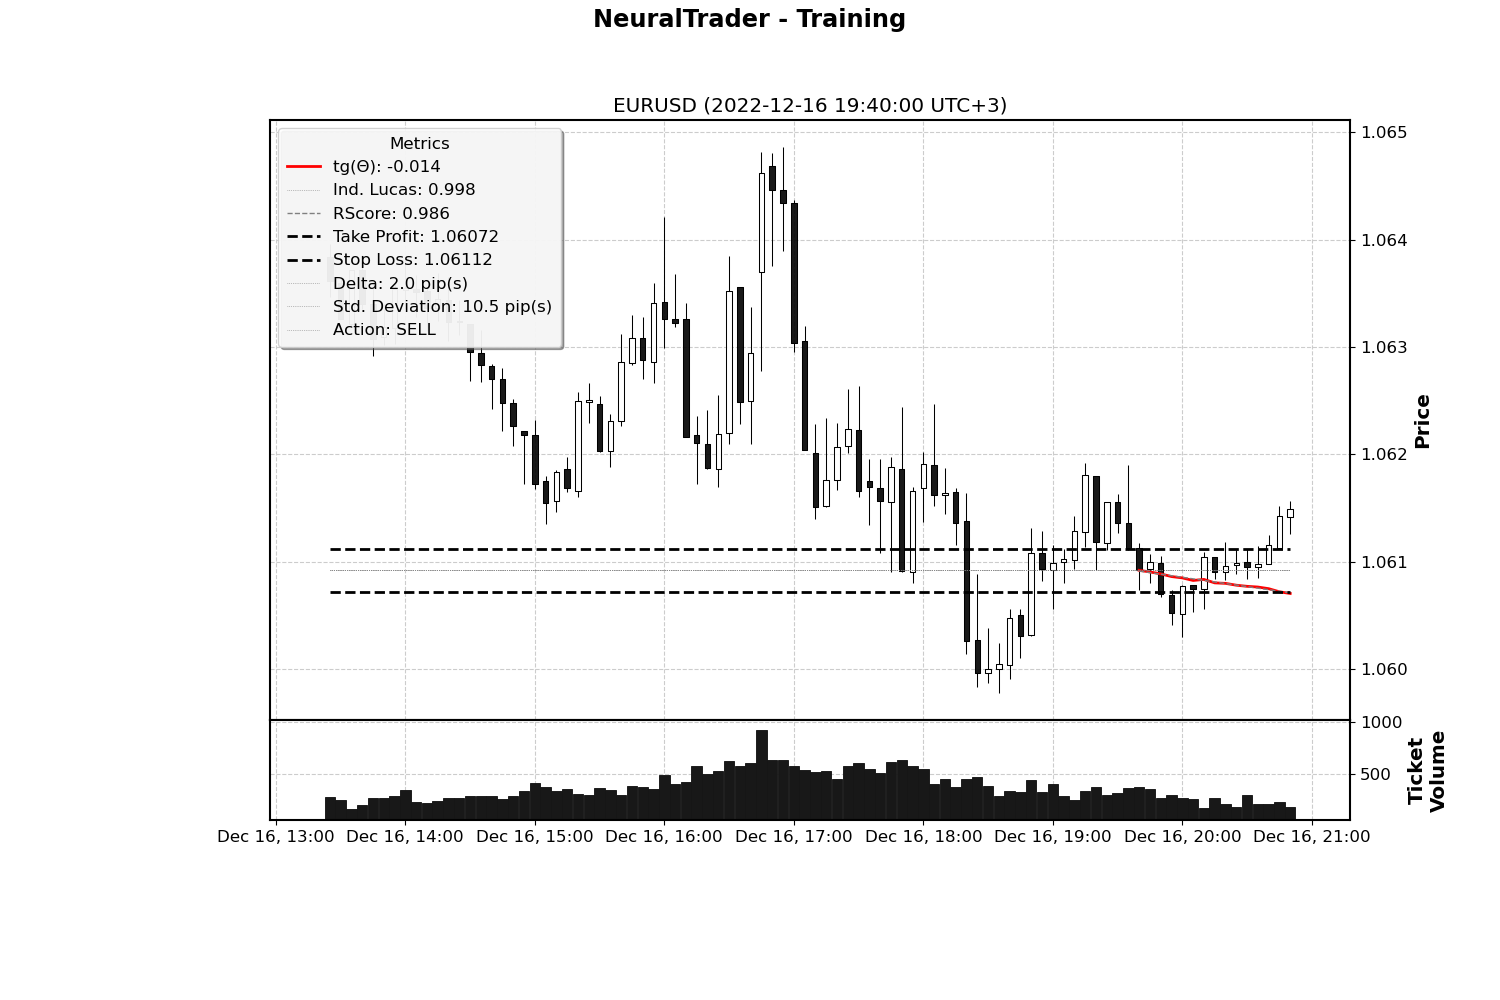 NeuralTrader - Training
EURUSD (2022-12-16 19:40:00 UTC+3)
Metrics
tg(Θ): -0.014
Ind. Lucas: 0.998
RScore: 0.986
Take Profit: 1.06072
Stop Loss: 1.06112
Delta: 2.0 pip(s)
Std. Deviation: 10.5 pip(s)
Action: SELL
1.065
1.064
1.063
1.062
1.061
1.060
Price
1000
500
Ticket
Volume
Dec 16, 13:00 Dec 16, 14:00 Dec 16, 15:00 Dec 16, 16:00 Dec 16, 17:00 Dec 16, 18:00 Dec 16, 19:00 Dec 16, 20:00 Dec 16, 21:00